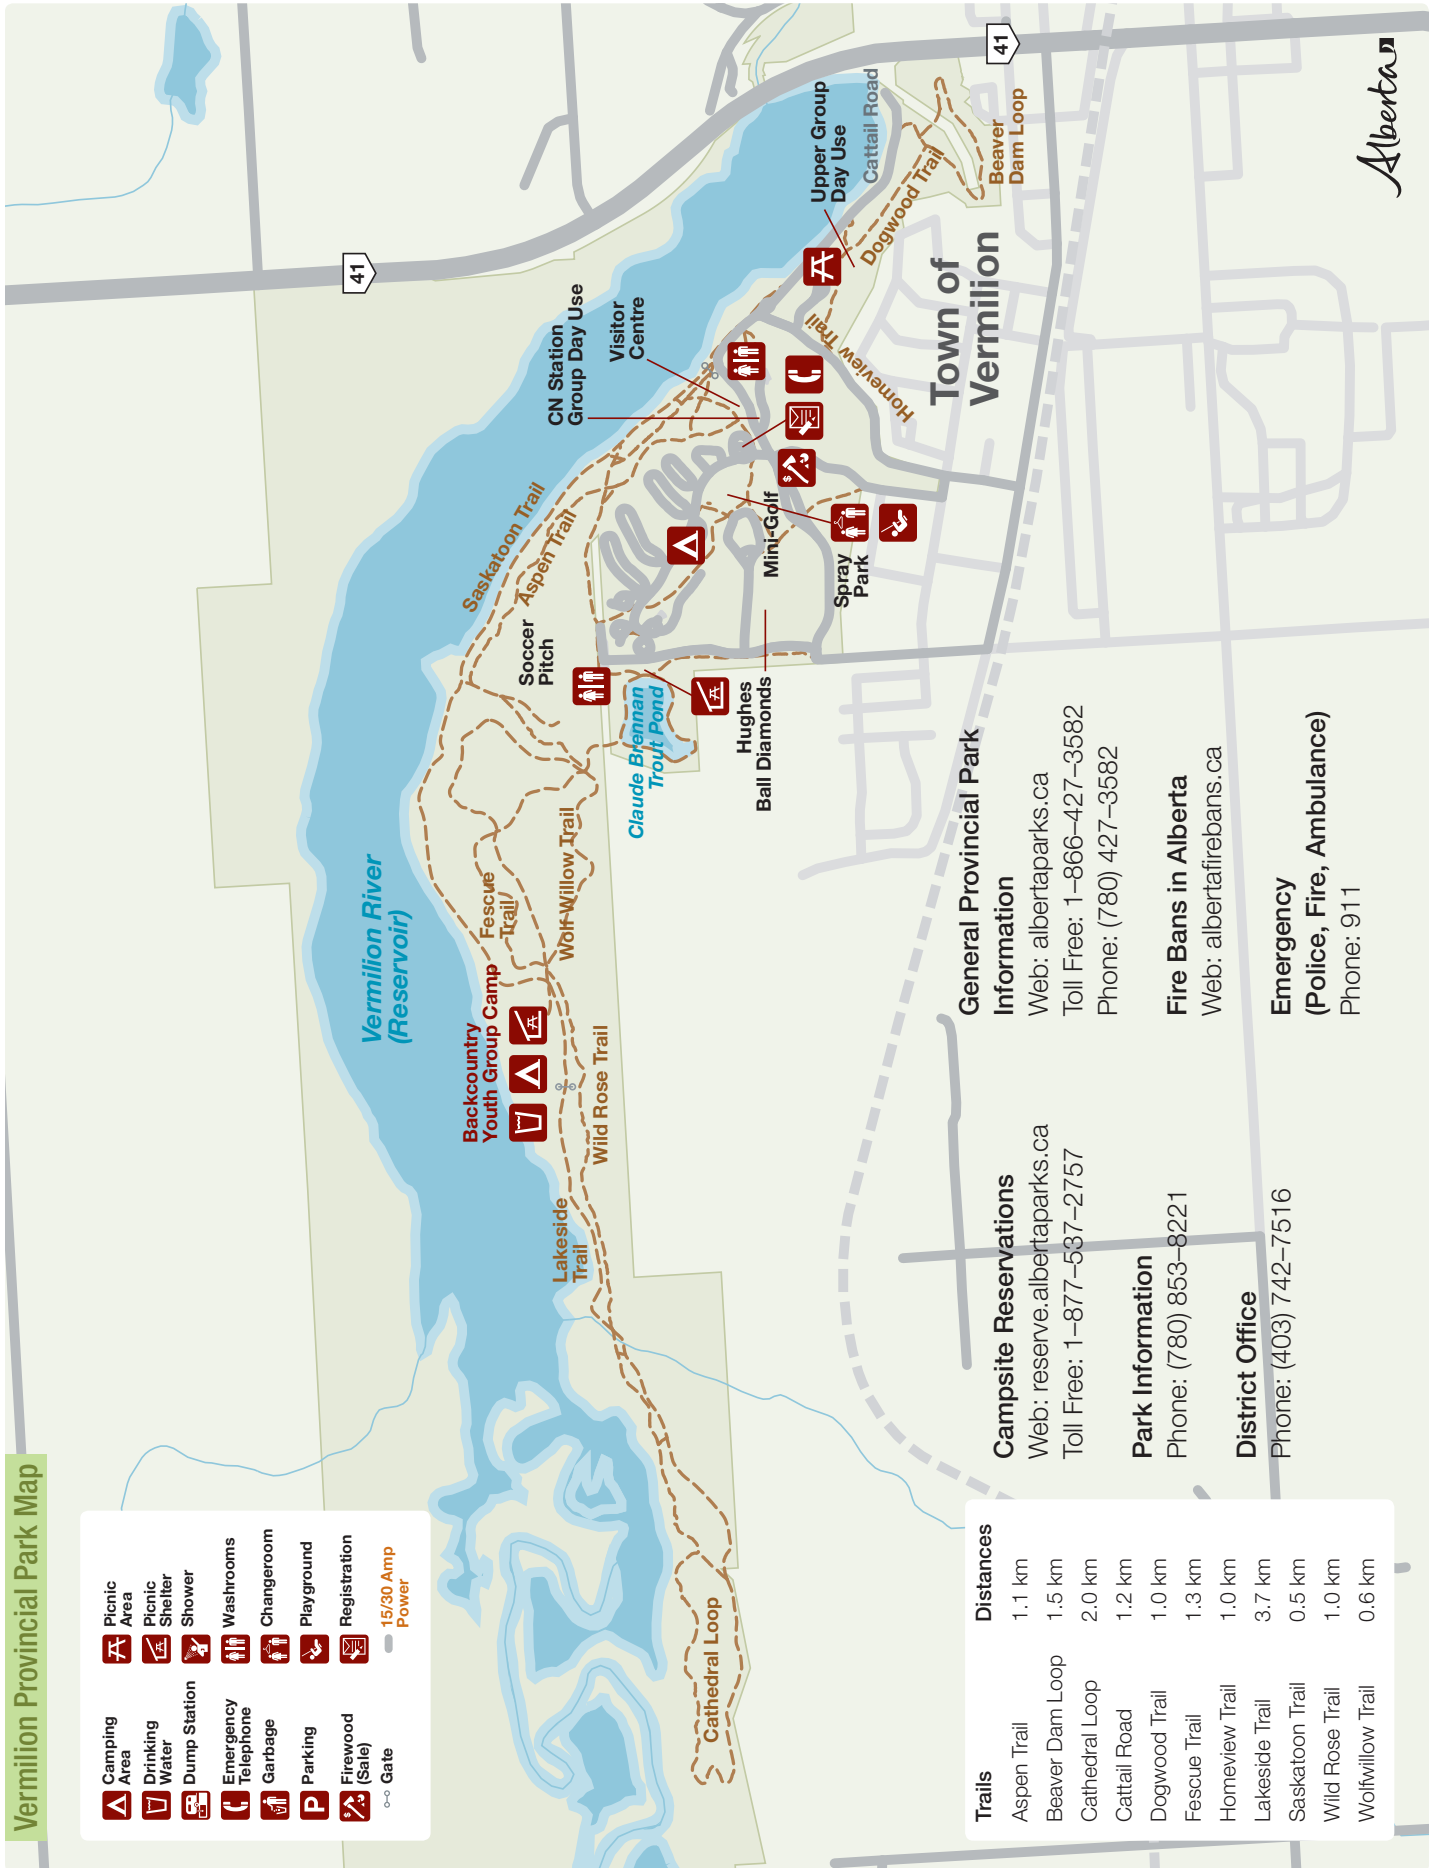 Vermilion Provincial Park Map
Camping
Area
Drinking
Water
Dump Station
Emergency
Telephone
Garbage
P
Parking
$
Firewood
(Sale)
Gate
Picnic
Area
Picnic
Shelter
Shower
Washrooms
Changeroom
Playground
Registration
15/30 Amp
Power
41
41
Vermilion River
(Reservoir)
Backcountry
Youth Group Camp
Fescue
Trail
Wolf Willow Trail
Wild Rose Trail
Lakeside
Trail
Cathedral Loop
Saskatoon Trail
Aspen Trail
Soccer
Pitch
Claude Brennan
Trout Pond
Hughes
Ball Diamonds
CN Station
Group Day Use
Visitor
Centre
Mini-Golf
$
Spray
Park
Upper Group
Day Use
Cattail Road
Dogwood Trail
Homeview Trail
Beaver
Dam Loop
Town of
Vermilion
Trails Distances
Aspen Trail 1.1 km
Beaver Dam Loop 1.5 km
Cathedral Loop 2.0 km
Cattail Road 1.2 km
Dogwood Trail 1.0 km
Fescue Trail 1.3 km
Homeview Trail 1.0 km
Lakeside Trail 3.7 km
Saskatoon Trail 0.5 km
Wild Rose Trail 1.0 km
Wolfwillow Trail 0.6 km
Campsite Reservations
Web: reserve.albertaparks.ca
Toll Free: 1–877–537–2757
Park Information
Phone: (780) 853–8221
District Office
Phone: (403) 742–7516
General Provincial Park
Information
Web: albertaparks.ca
Toll Free: 1–866–427–3582
Phone: (780) 427–3582
Fire Bans in Alberta
Web: albertafirebans.ca
Emergency
(Police, Fire, Ambulance)
Phone: 911
Alberta